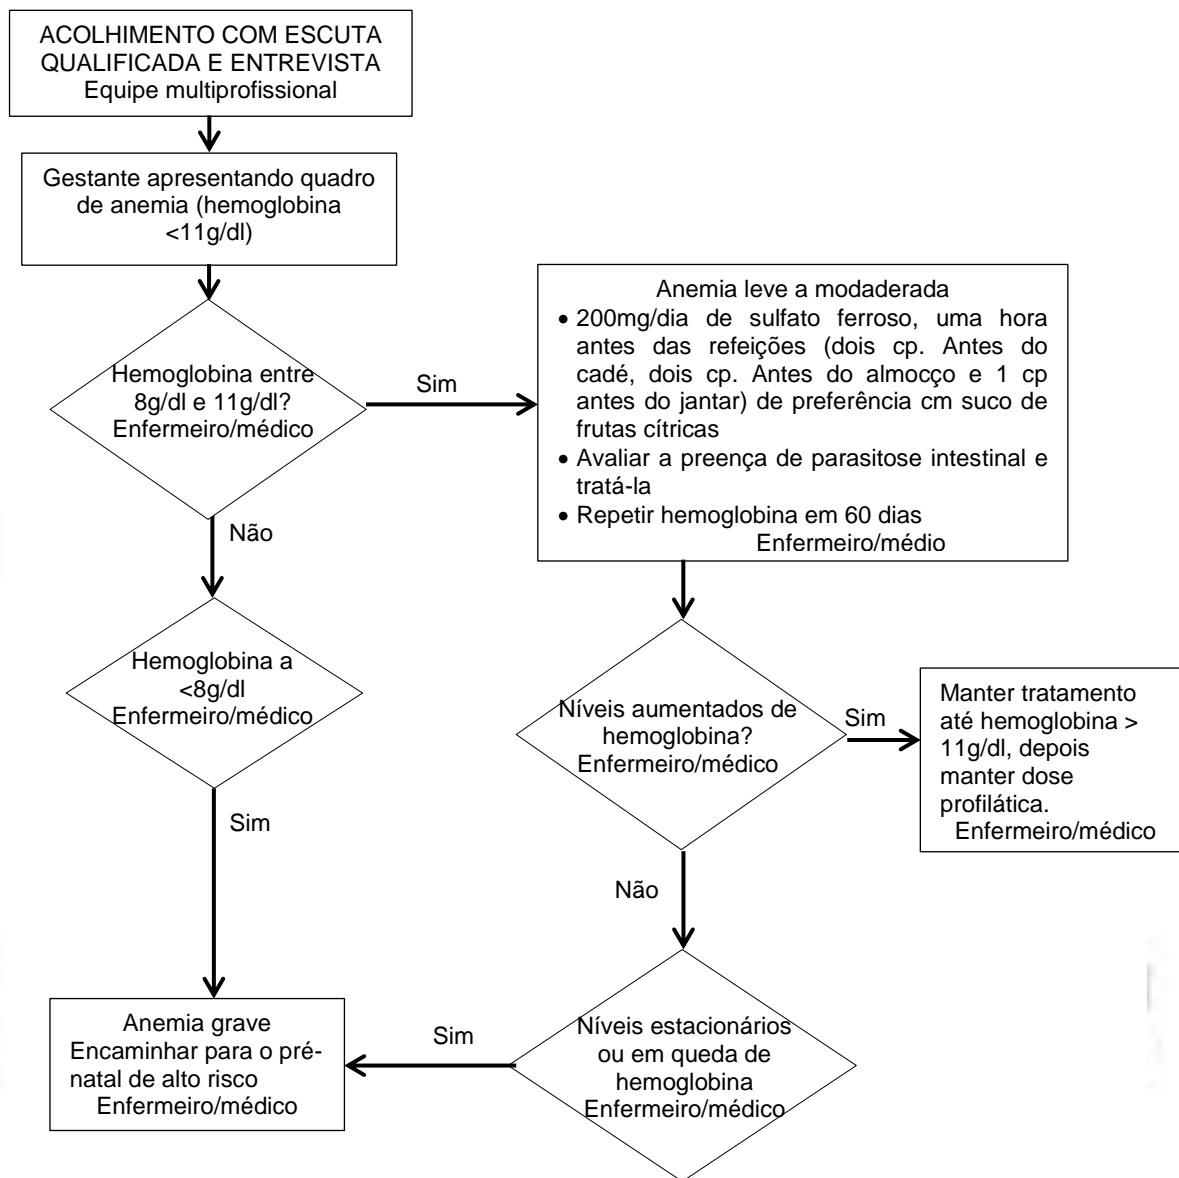 ACOLHIMENTO COM ESCUTA
QUALIFICADA E ENTREVISTA
Equipe multiprofissional
Gestante apresentando quadro
de anemia (hemoglobina
<11g/dl)
Hemoglobina entre
8g/dl e 11g/dl?
Enfermeiro/médico
Sim
Anemia leve a modaderada
• 200mg/dia de sulfato ferroso, uma hora
antes das refeições (dois cp. Antes do
cadé, dois cp. Antes do almocço e 1 cp
antes do jantar) de preferência cm suco de
frutas cítricas
• Avaliar a preença de parasitose intestinal e
tratá-la
• Repetir hemoglobina em 60 dias
Enfermeiro/médio
Não
Hemoglobina a
<8g/dl
Enfermeiro/médico
Níveis aumentados de
hemoglobina?
Enfermeiro/médico
Sim
Manter tratamento
até hemoglobina >
11g/dl, depois
manter dose
profilática.
Enfermeiro/médico
Sim
Não
Anemia grave
Encaminhar para o pré-
natal de alto risco
Enfermeiro/médico
Sim
Níveis estacionários
ou em queda de
hemoglobina
Enfermeiro/médico